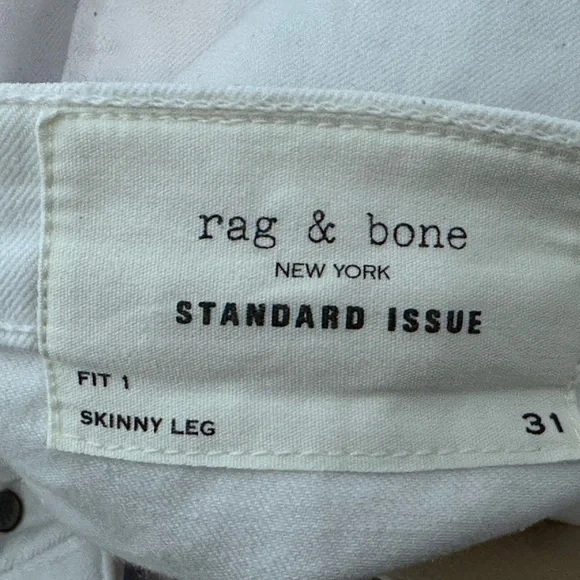 rag & bone
NEW YORK
STANDARD ISSUE
FIT 1
SKINNY LEG 31